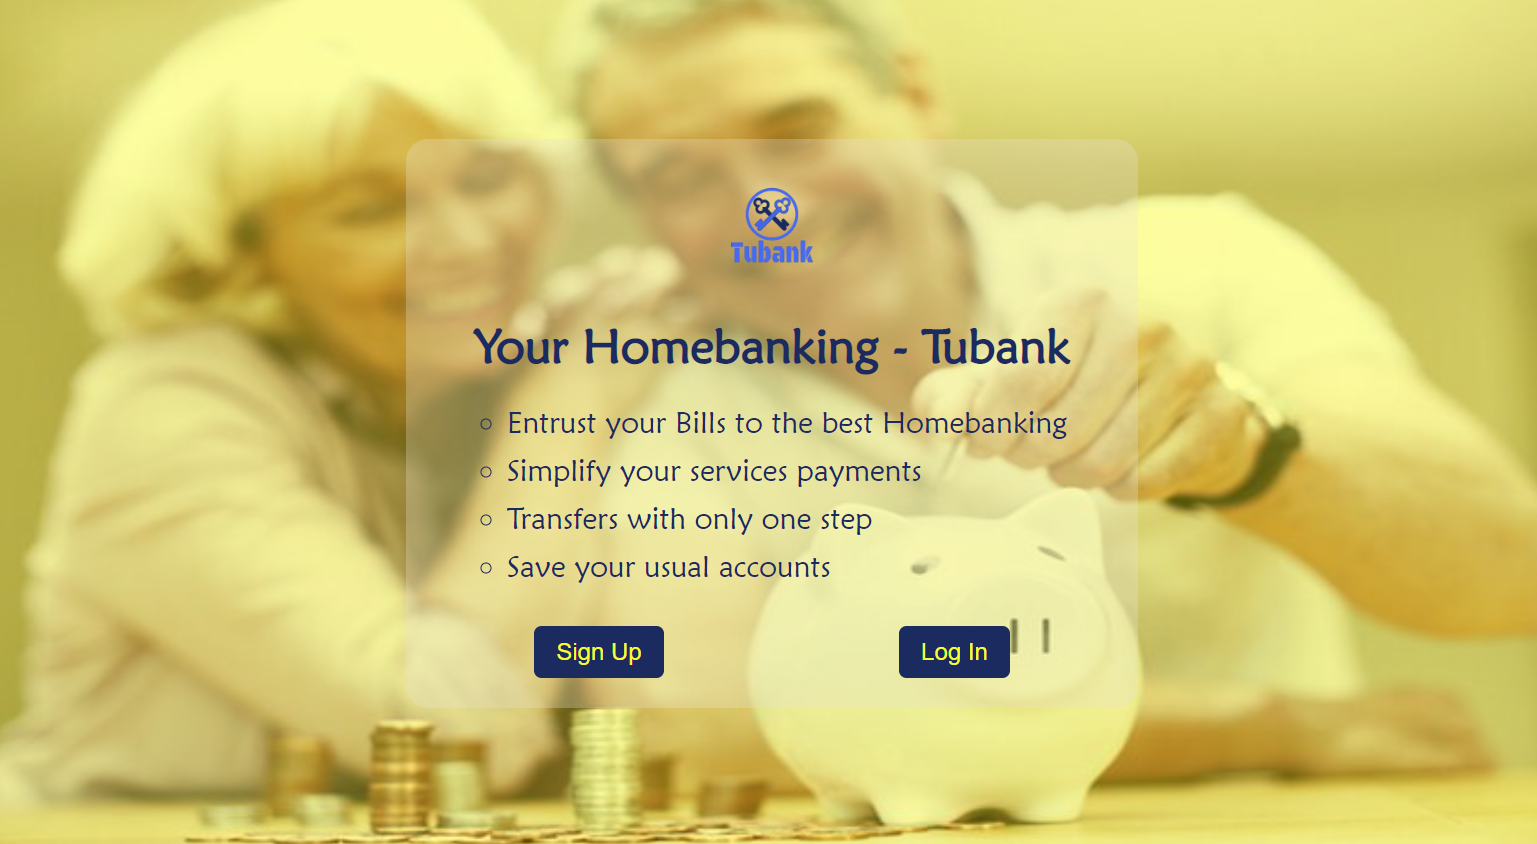 Tubank
Your Homebanking - Tubank
Entrust your Bills to the best Homebanking
Simplify your services payments
Transfers with only one step
Save your usual accounts
Sign Up
Log In